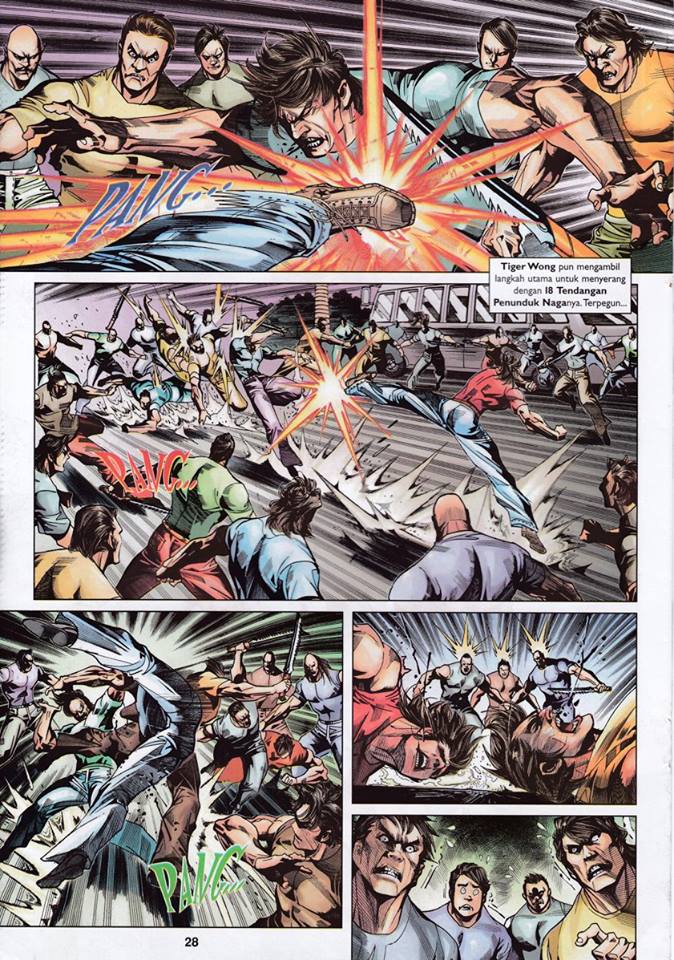 PANG...
Tiger Wong pun mengambil
langkah utama untuk menyerang
dengan 18 Tendangan
Penunduk Naganya. Terpegun...
PANG...
PANG...
28